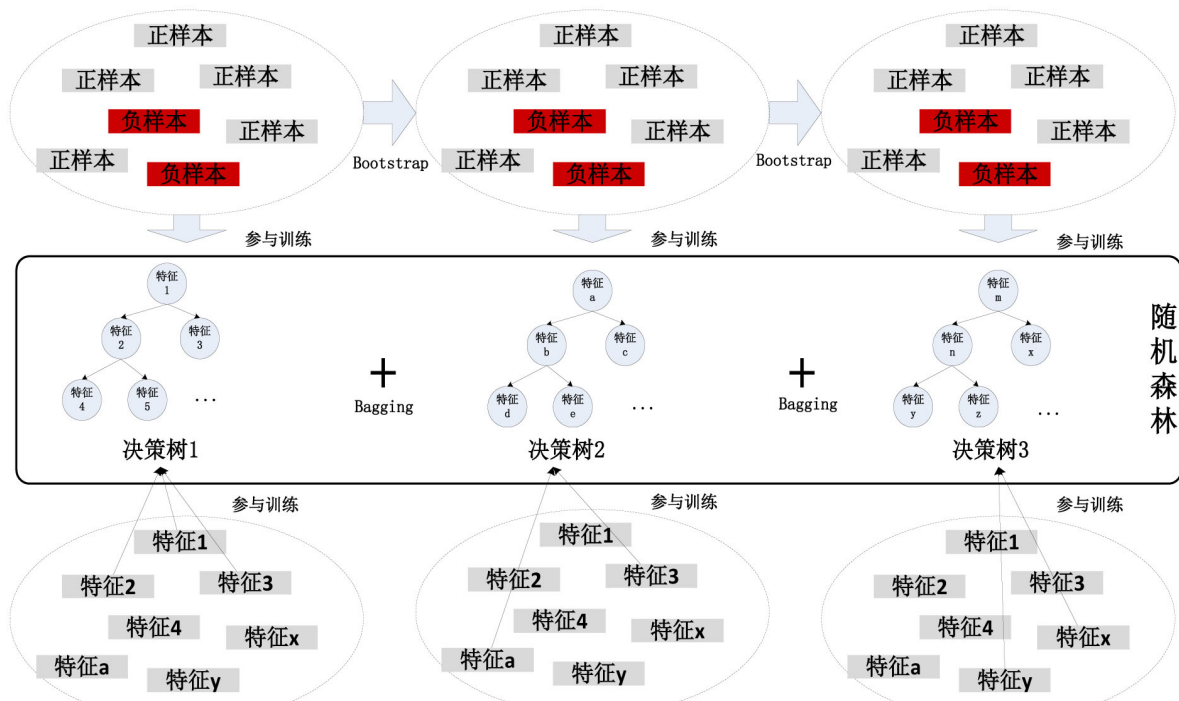 正样本
正样本
正样本
负样本
正样本
正样本
负样本
Bootstrap
正样本
正样本
正样本
负样本
正样本
正样本
负样本
Bootstrap
正样本
正样本
正样本
负样本
正样本
正样本
负样本
参与训练
参与训练
参与训练
特征
1
特征
2
特征
3
特征
4
特征
5
...
决策树1
+
Bagging
特征
a
特征
b
特征
c
特征
d
特征
e
...
决策树2
+
Bagging
特征
m
特征
n
特征
x
特征
y
特征
z
...
决策树3
随机森林
参与训练
参与训练
参与训练
特征1
特征2
特征3
特征4
特征x
特征a
特征y
特征1
特征2
特征3
特征4
特征x
特征a
特征y
特征1
特征2
特征3
特征4
特征x
特征a
特征y